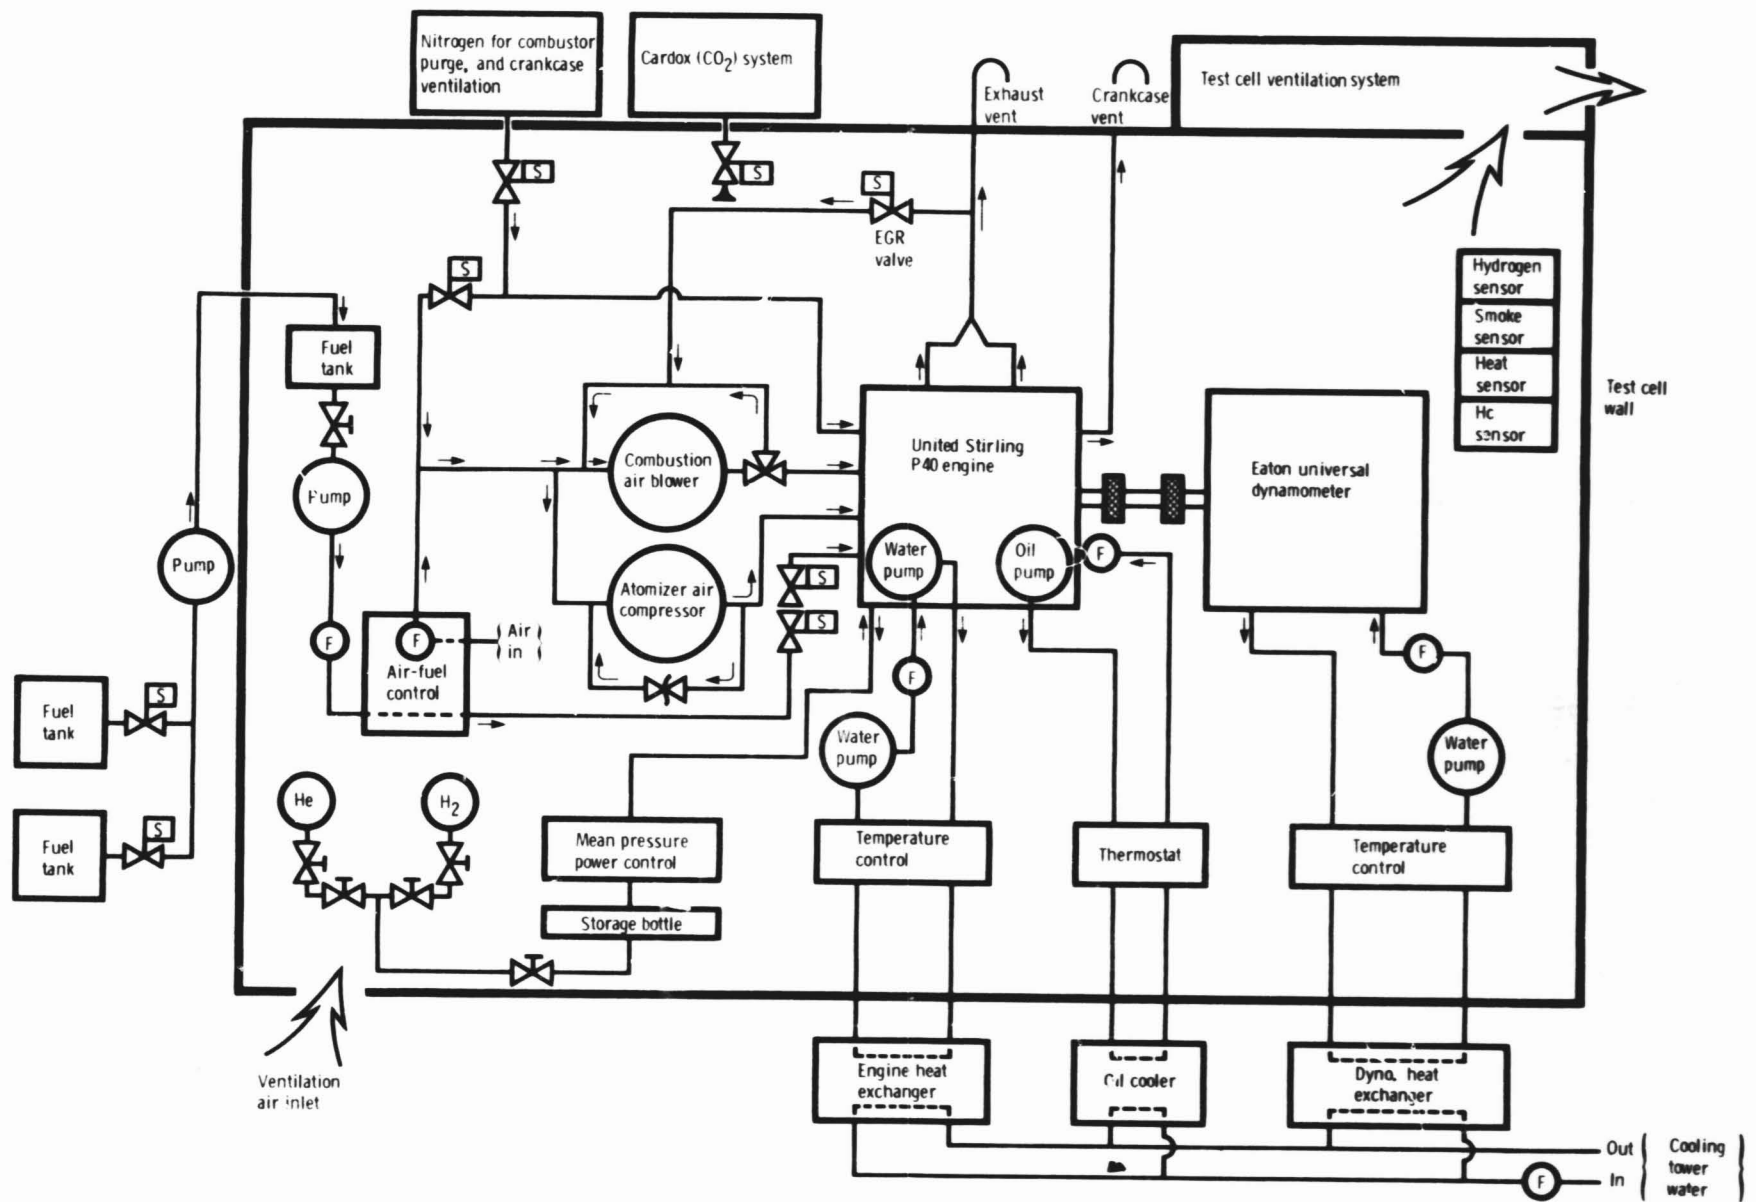 Nitrogen for combustor
purge, and crankcase
ventilation
Cardox (CO2) system
Exhaust
vent
Crankcase
vent
Test cell ventilation system
S
S
S
EGR
valve
S
Hydrogen
sensor
Smoke
sensor
Heat
sensor
Hc
sensor
Test cell
wall
Fuel
tank
Pump
Pump
F
F
Air
in
Air-fuel
control
Combustion
air blower
Atomizer air
compressor
S
S
United Stirling
P40 engine
Water
pump
Oil
pump
F
Eaton universal
dynamometer
F
F
Water
pump
Water
pump
Fuel
tank
S
Fuel
tank
S
He
H2
Mean pressure
power control
Storage bottle
Temperature
control
Thermostat
Temperature
control
Ventilation
air inlet
Engine heat
exchanger
Oil cooler
Dyno. heat
exchanger
Out
In
F
Cooling
tower
water